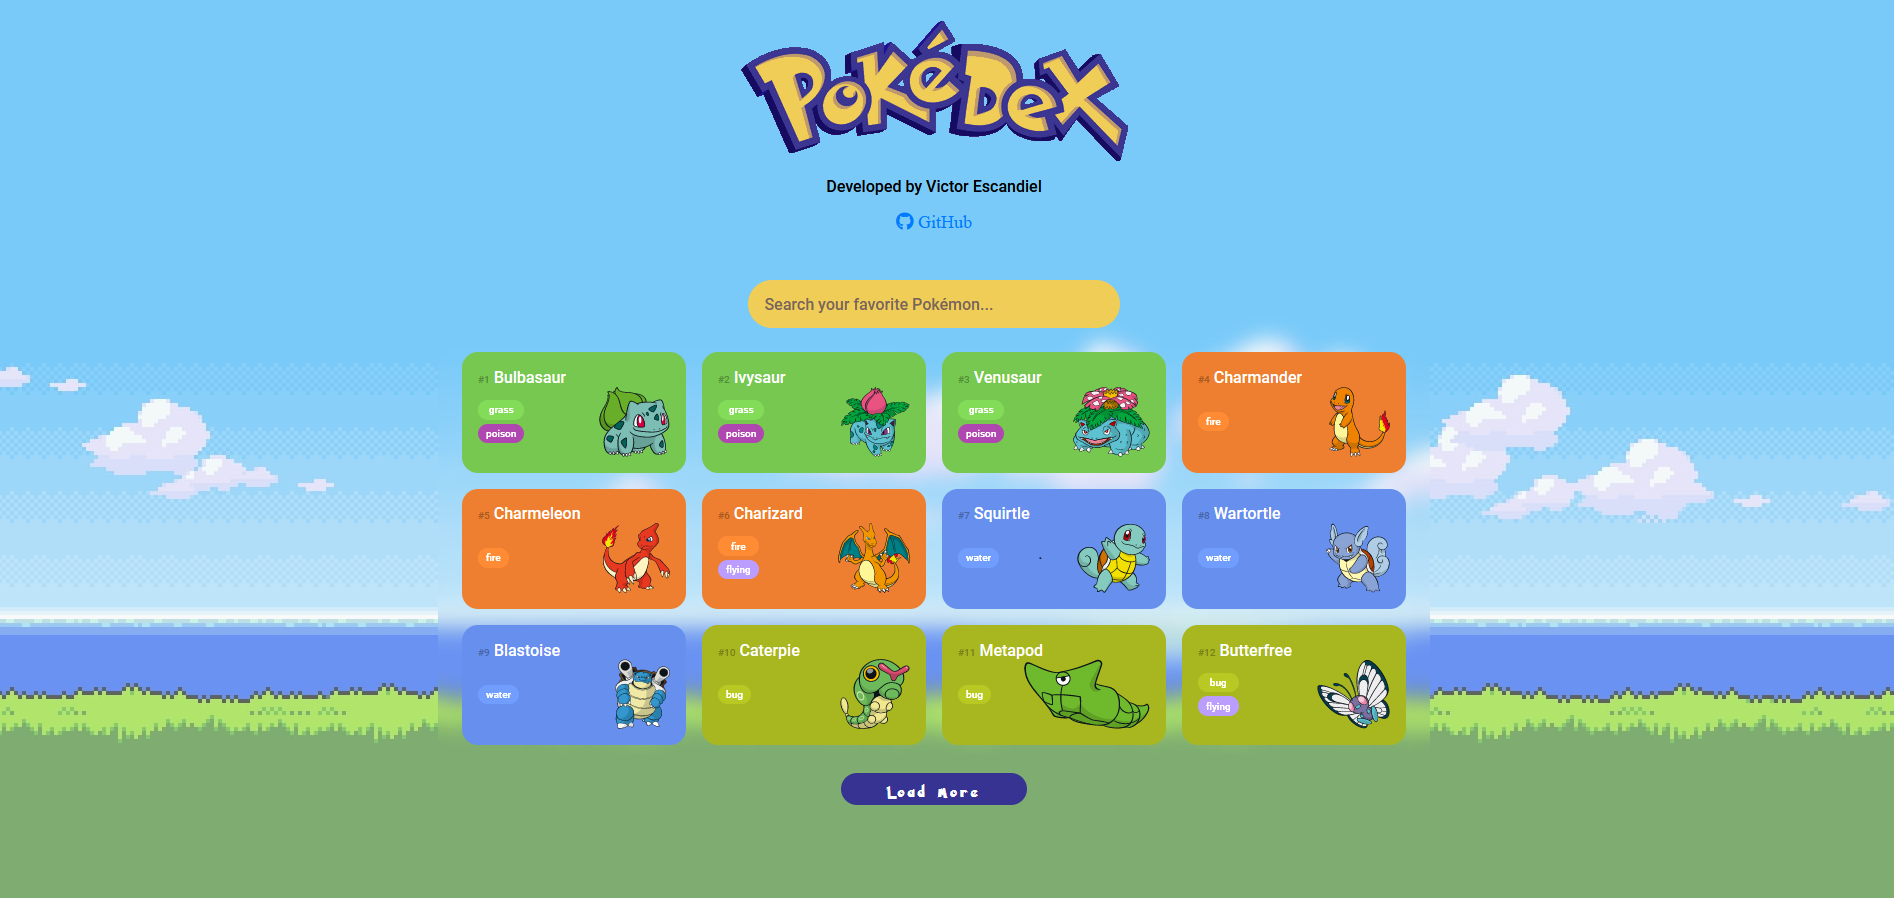 PoKéDex
Developed by Victor Escandiel
GitHub
Search your favorite Pokémon...
#1 Bulbasaur
grass
poison
#2 Ivysaur
grass
poison
#3 Venusaur
grass
poison
#4 Charmander
fire
#5 Charmeleon
fire
#6 Charizard
fire
flying
#7 Squirtle
water
#8 Wartortle
water
#9 Blastoise
water
#10 Caterpie
bug
#11 Metapod
bug
#12 Butterfree
bug
flying
Load More